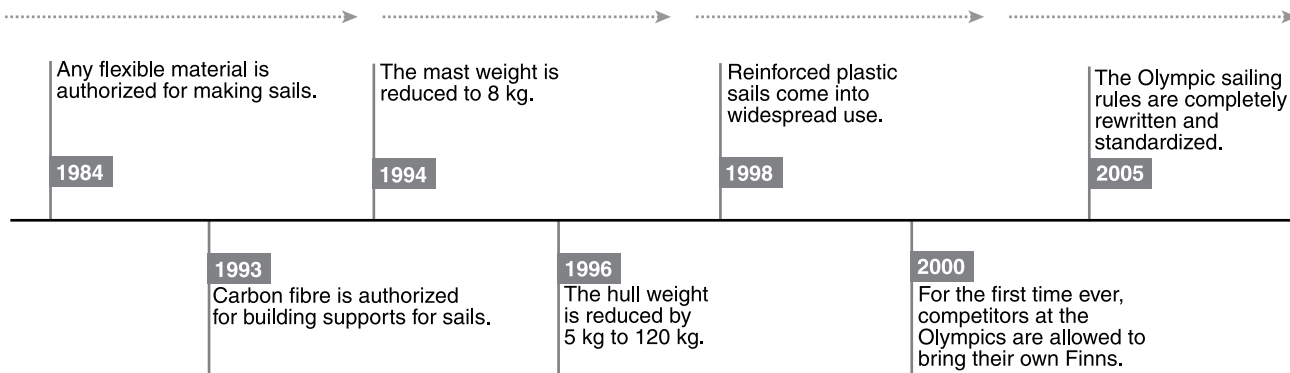 Any flexible material is
authorized for making sails.
1984
1993
Carbon fibre is authorized
for building supports for sails.
The mast weight is
reduced to 8 kg.
1994
1996
The hull weight
is reduced by
5 kg to 120 kg.
Reinforced plastic
sails come into
widespread use.
1998
2000
For the first time ever,
competitors at the
Olympics are allowed to
bring their own Finns.
The Olympic sailing
rules are completely
rewritten and
standardized.
2005